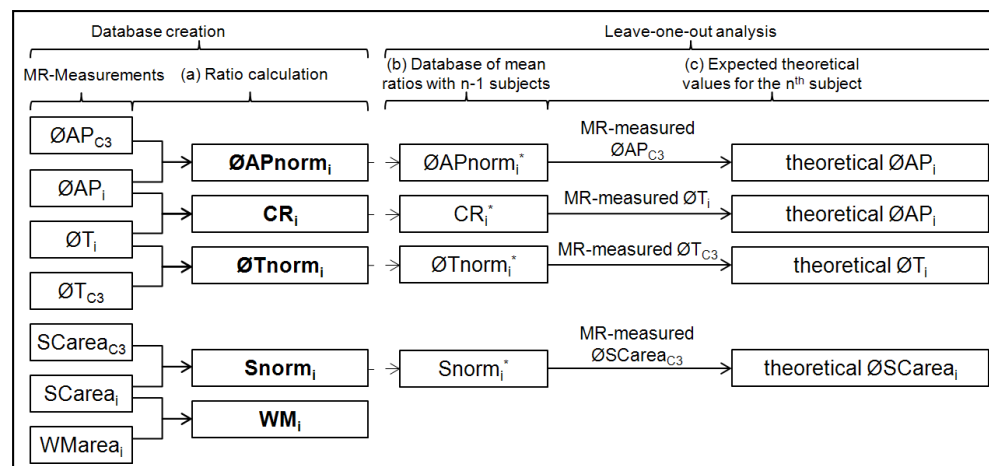 Database creation
Leave-one-out analysis
MR-Measurements
(a) Ratio calculation
(b) Database of mean
ratios with n-1 subjects
(c) Expected theoretical
values for the nth subject
ØAPC3
ØAPi
ØTi
ØTC3
SCareaC3
SCareai
WMareai
ØAPnormi
CRi
ØTnormi
Snormi
WMi
ØAPnormi*
CRi*
ØTnormi*
Snormi*
MR-measured
ØAPC3
MR-measured ØTi
MR-measured ØTC3
MR-measured
ØSCareaC3
theoretical ØAPi
theoretical ØAPi
theoretical ØTi
theoretical ØSCareai